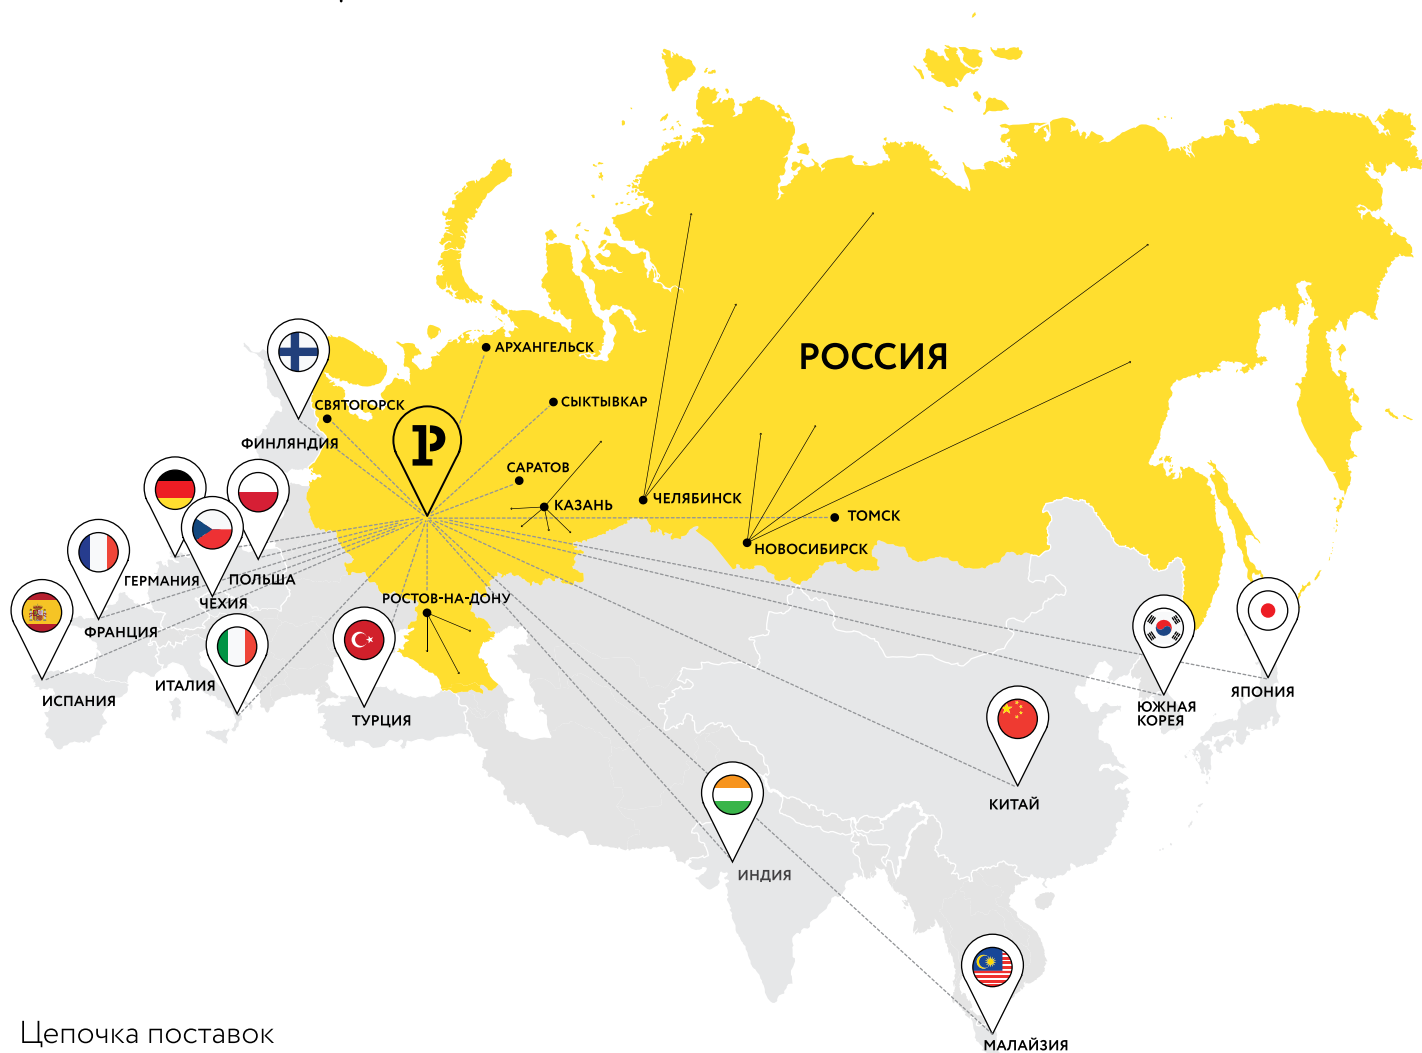 РОССИЯ
АРХАНГЕЛЬСК
СЫКТЫВКАР
СВЯТОГОРСК
1P
ФИНЛЯНДИЯ
САРАТОВ
КАЗАНЬ
ЧЕЛЯБИНСК
ТОМСК
НОВОСИБИРСК
ГЕРМАНИЯ
ПОЛЬША
ЧЕХИЯ
РОСТОВ-НА-ДОНУ
ФРАНЦИЯ
ИТАЛИЯ
ИСПАНИЯ
ТУРЦИЯ
ЯПОНИЯ
ЮЖНАЯ
КОРЕЯ
КИТАЙ
ИНДИЯ
МАЛАЙЗИЯ
Цепочка поставок